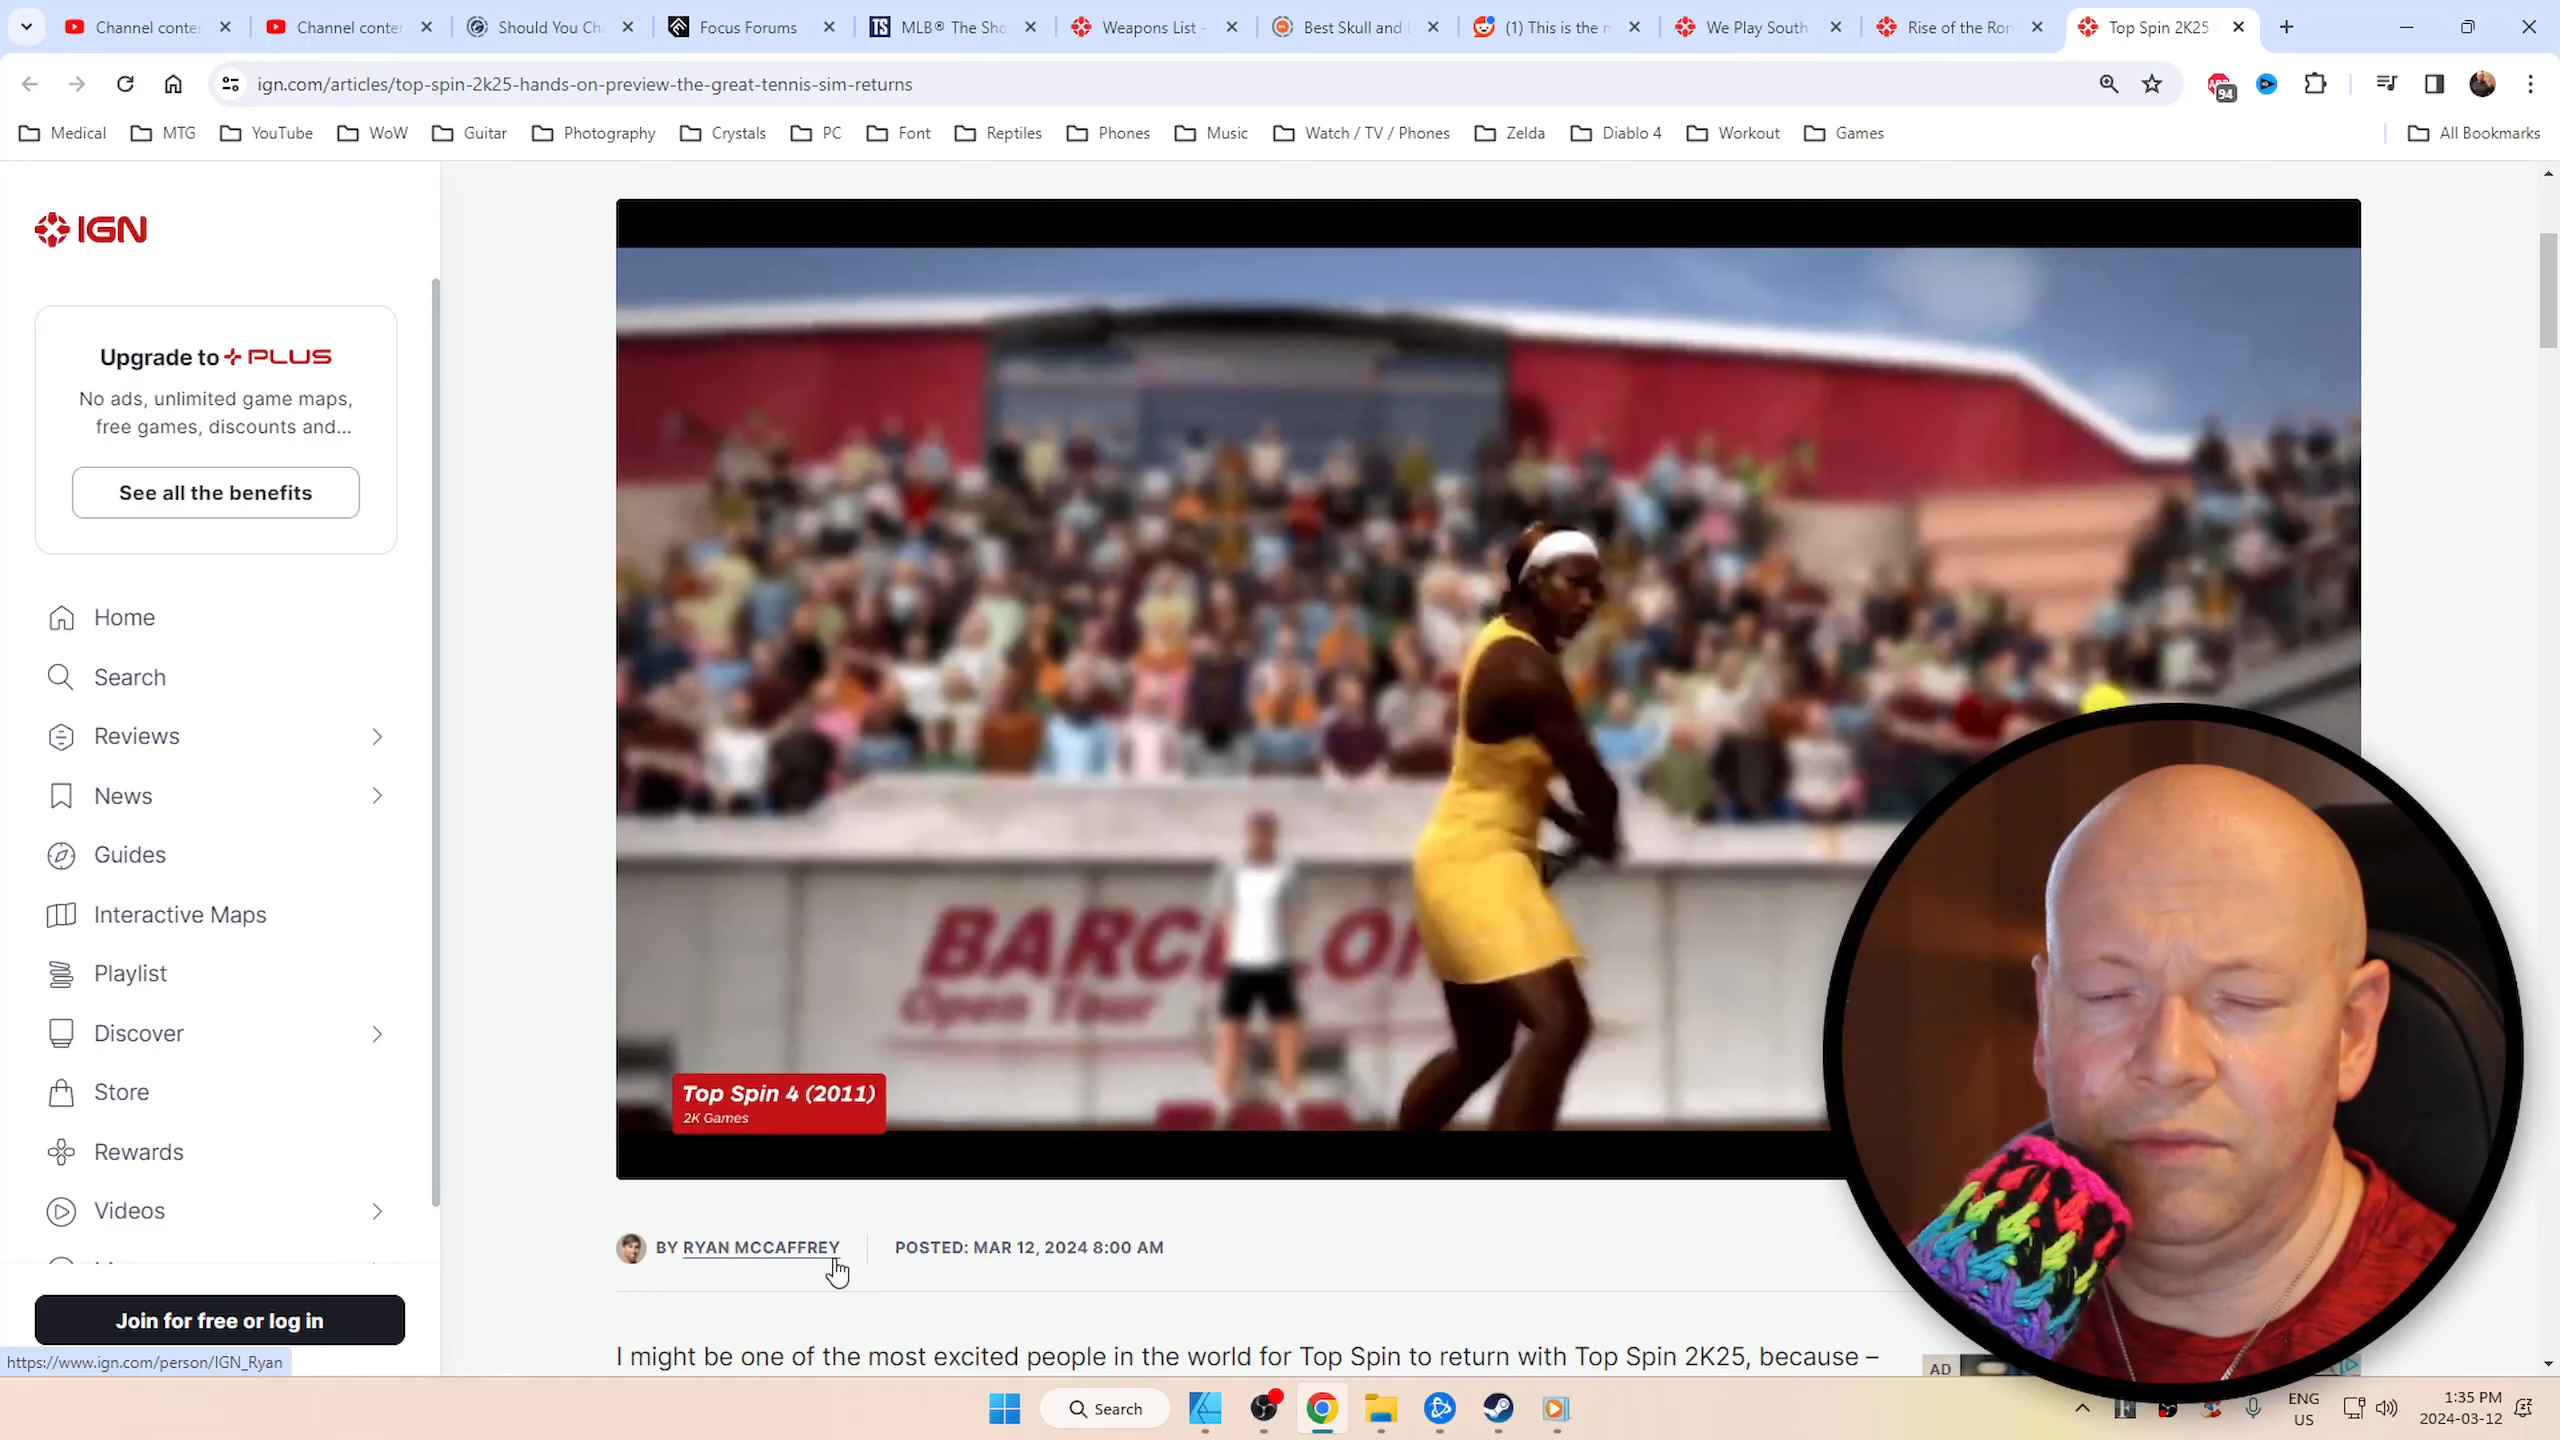 Channel conter
Channel conter
Should You Cha
Focus Forums
MLB® The Sho
Weapons List -
Best Skull and
(1) This is the m
We Play South
Rise of the Ron
Top Spin 2K25
ign.com/articles/top-spin-2k25-hands-on-preview-the-great-tennis-sim-returns
94
Medical
MTG
YouTube
WoW
Guitar
Photography
Crystals
PC
Font
Reptiles
Phones
Music
Watch / TV / Phones
Zelda
Diablo 4
Workout
Games
All Bookmarks
IGN
Upgrade to + PLUS
No ads, unlimited game maps,
free games, discounts and...
See all the benefits
Home
Search
Reviews
News
Guides
Interactive Maps
Playlist
Discover
Store
Rewards
Videos
Join for free or log in
https://www.ign.com/person/IGN_Ryan
BARCELON
Open Tour
Top Spin 4 (2011)
2K Games
BY RYAN MCCAFFREY
POSTED: MAR 12, 2024 8:00 AM
I might be one of the most excited people in the world for Top Spin to return with Top Spin 2K25, because –
AD
Search
ENG
US
1:35 PM
2024-03-12